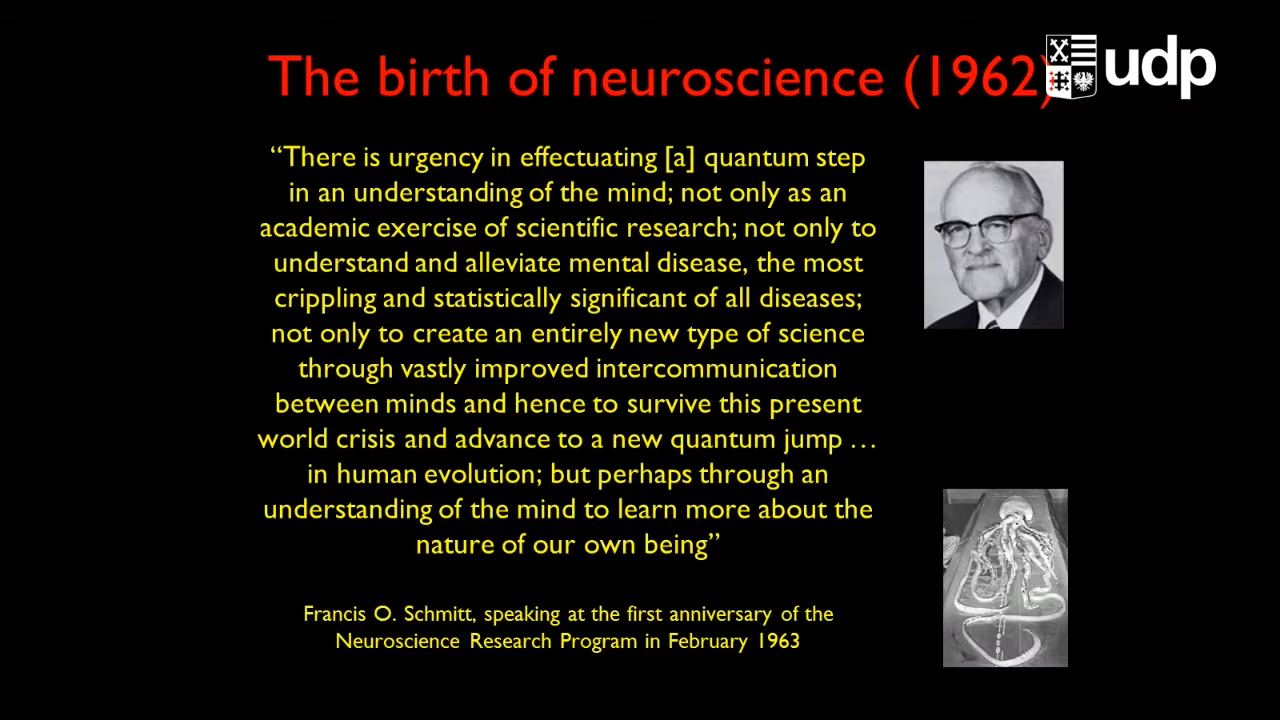 The birth of neuroscience (1962)
udp
“There is urgency in effectuating [a] quantum step
in an understanding of the mind; not only as an
academic exercise of scientific research; not only to
understand and alleviate mental disease, the most
crippling and statistically significant of all diseases;
not only to create an entirely new type of science
through vastly improved intercommunication
between minds and hence to survive this present
world crisis and advance to a new quantum jump …
in human evolution; but perhaps through an
understanding of the mind to learn more about the
nature of our own being”
Francis O. Schmitt, speaking at the first anniversary of the
Neuroscience Research Program in February 1963